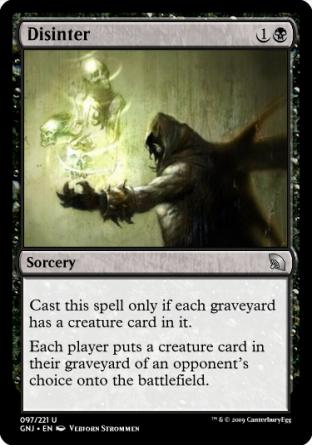 Disinter 1
Sorcery
Cast this spell only if each graveyard
has a creature card in it.
Each player puts a creature card in
their graveyard of an opponent's
choice onto the battlefield.
097/221 U
GNJ • EN VEBJORN STROMMEN
™ & © 2019 CanterburyEgg